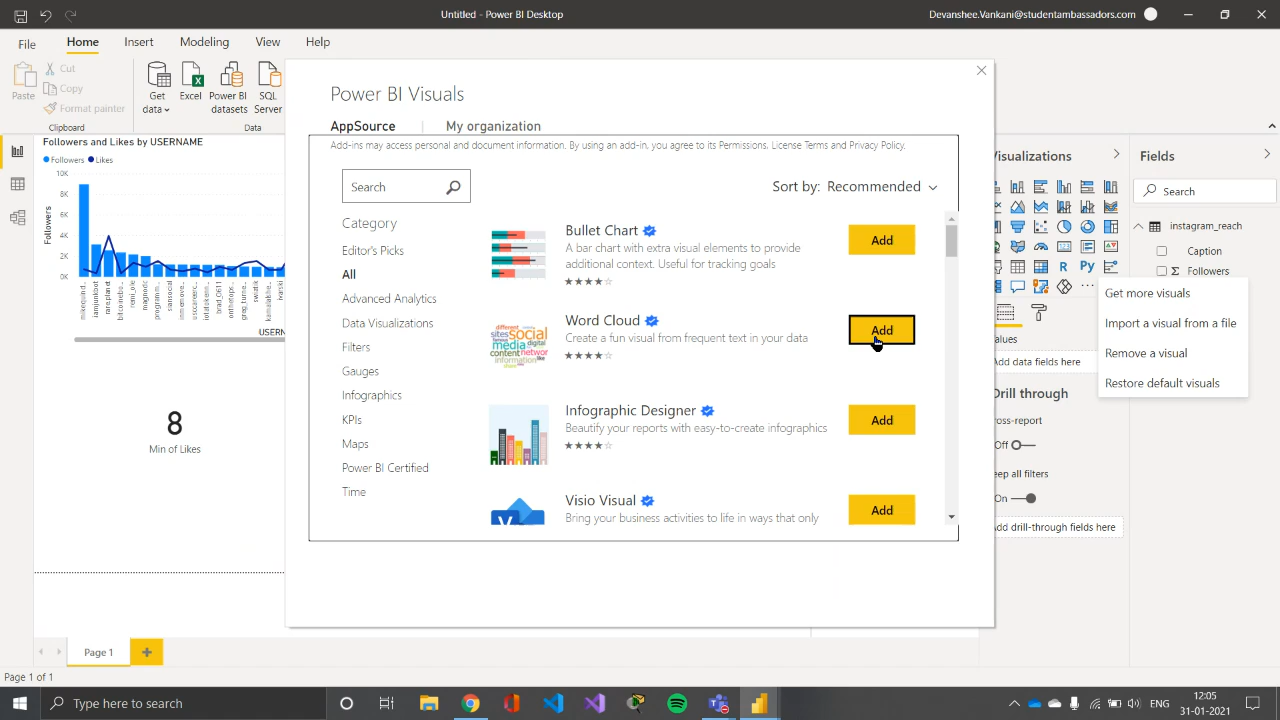 Untitled - Power BI Desktop
Devanshee.Vankani@studentambassadors.com
File
Home
Insert
Modeling
View
Help
Paste
Cut
Copy
Format painter
Clipboard
Get data
Excel
Power BI datasets
SQL Server
Data
Power BI Visuals
AppSource
My organization
Add-ins may access personal and document information. By using an add-in, you agree to its Permissions, License Terms and Privacy Policy.
Search
Sort by: Recommended
Category
Editor's Picks
All
Advanced Analytics
Data Visualizations
Filters
Gauges
Infographics
KPIs
Maps
Power BI Certified
Time
Bullet Chart
A bar chart with extra visual elements to provide
additional context. Useful for tracking goals
Add
Word Cloud
Create a fun visual from frequent text in your data
Add
Infographic Designer
Beautify your reports with easy-to-create infographics
Add
Visio Visual
Bring your business activities to life in ways that only
Add
Followers and Likes by USERNAME
Followers
Likes
10K
8K
6K
4K
2K
0K
Followers
USERN
8
Min of Likes
Visualizations
R
Py
Get more visuals
Import a visual from a file
Remove a visual
Restore default visuals
alues
Add data fields here
Drill through
ross-report
Off
eep all filters
On
Add drill-through fields here
Fields
Search
instagram_reach
Caption
Followers
Page 1
Page 1 of 1
Type here to search
ENG
12:05
31-01-2021